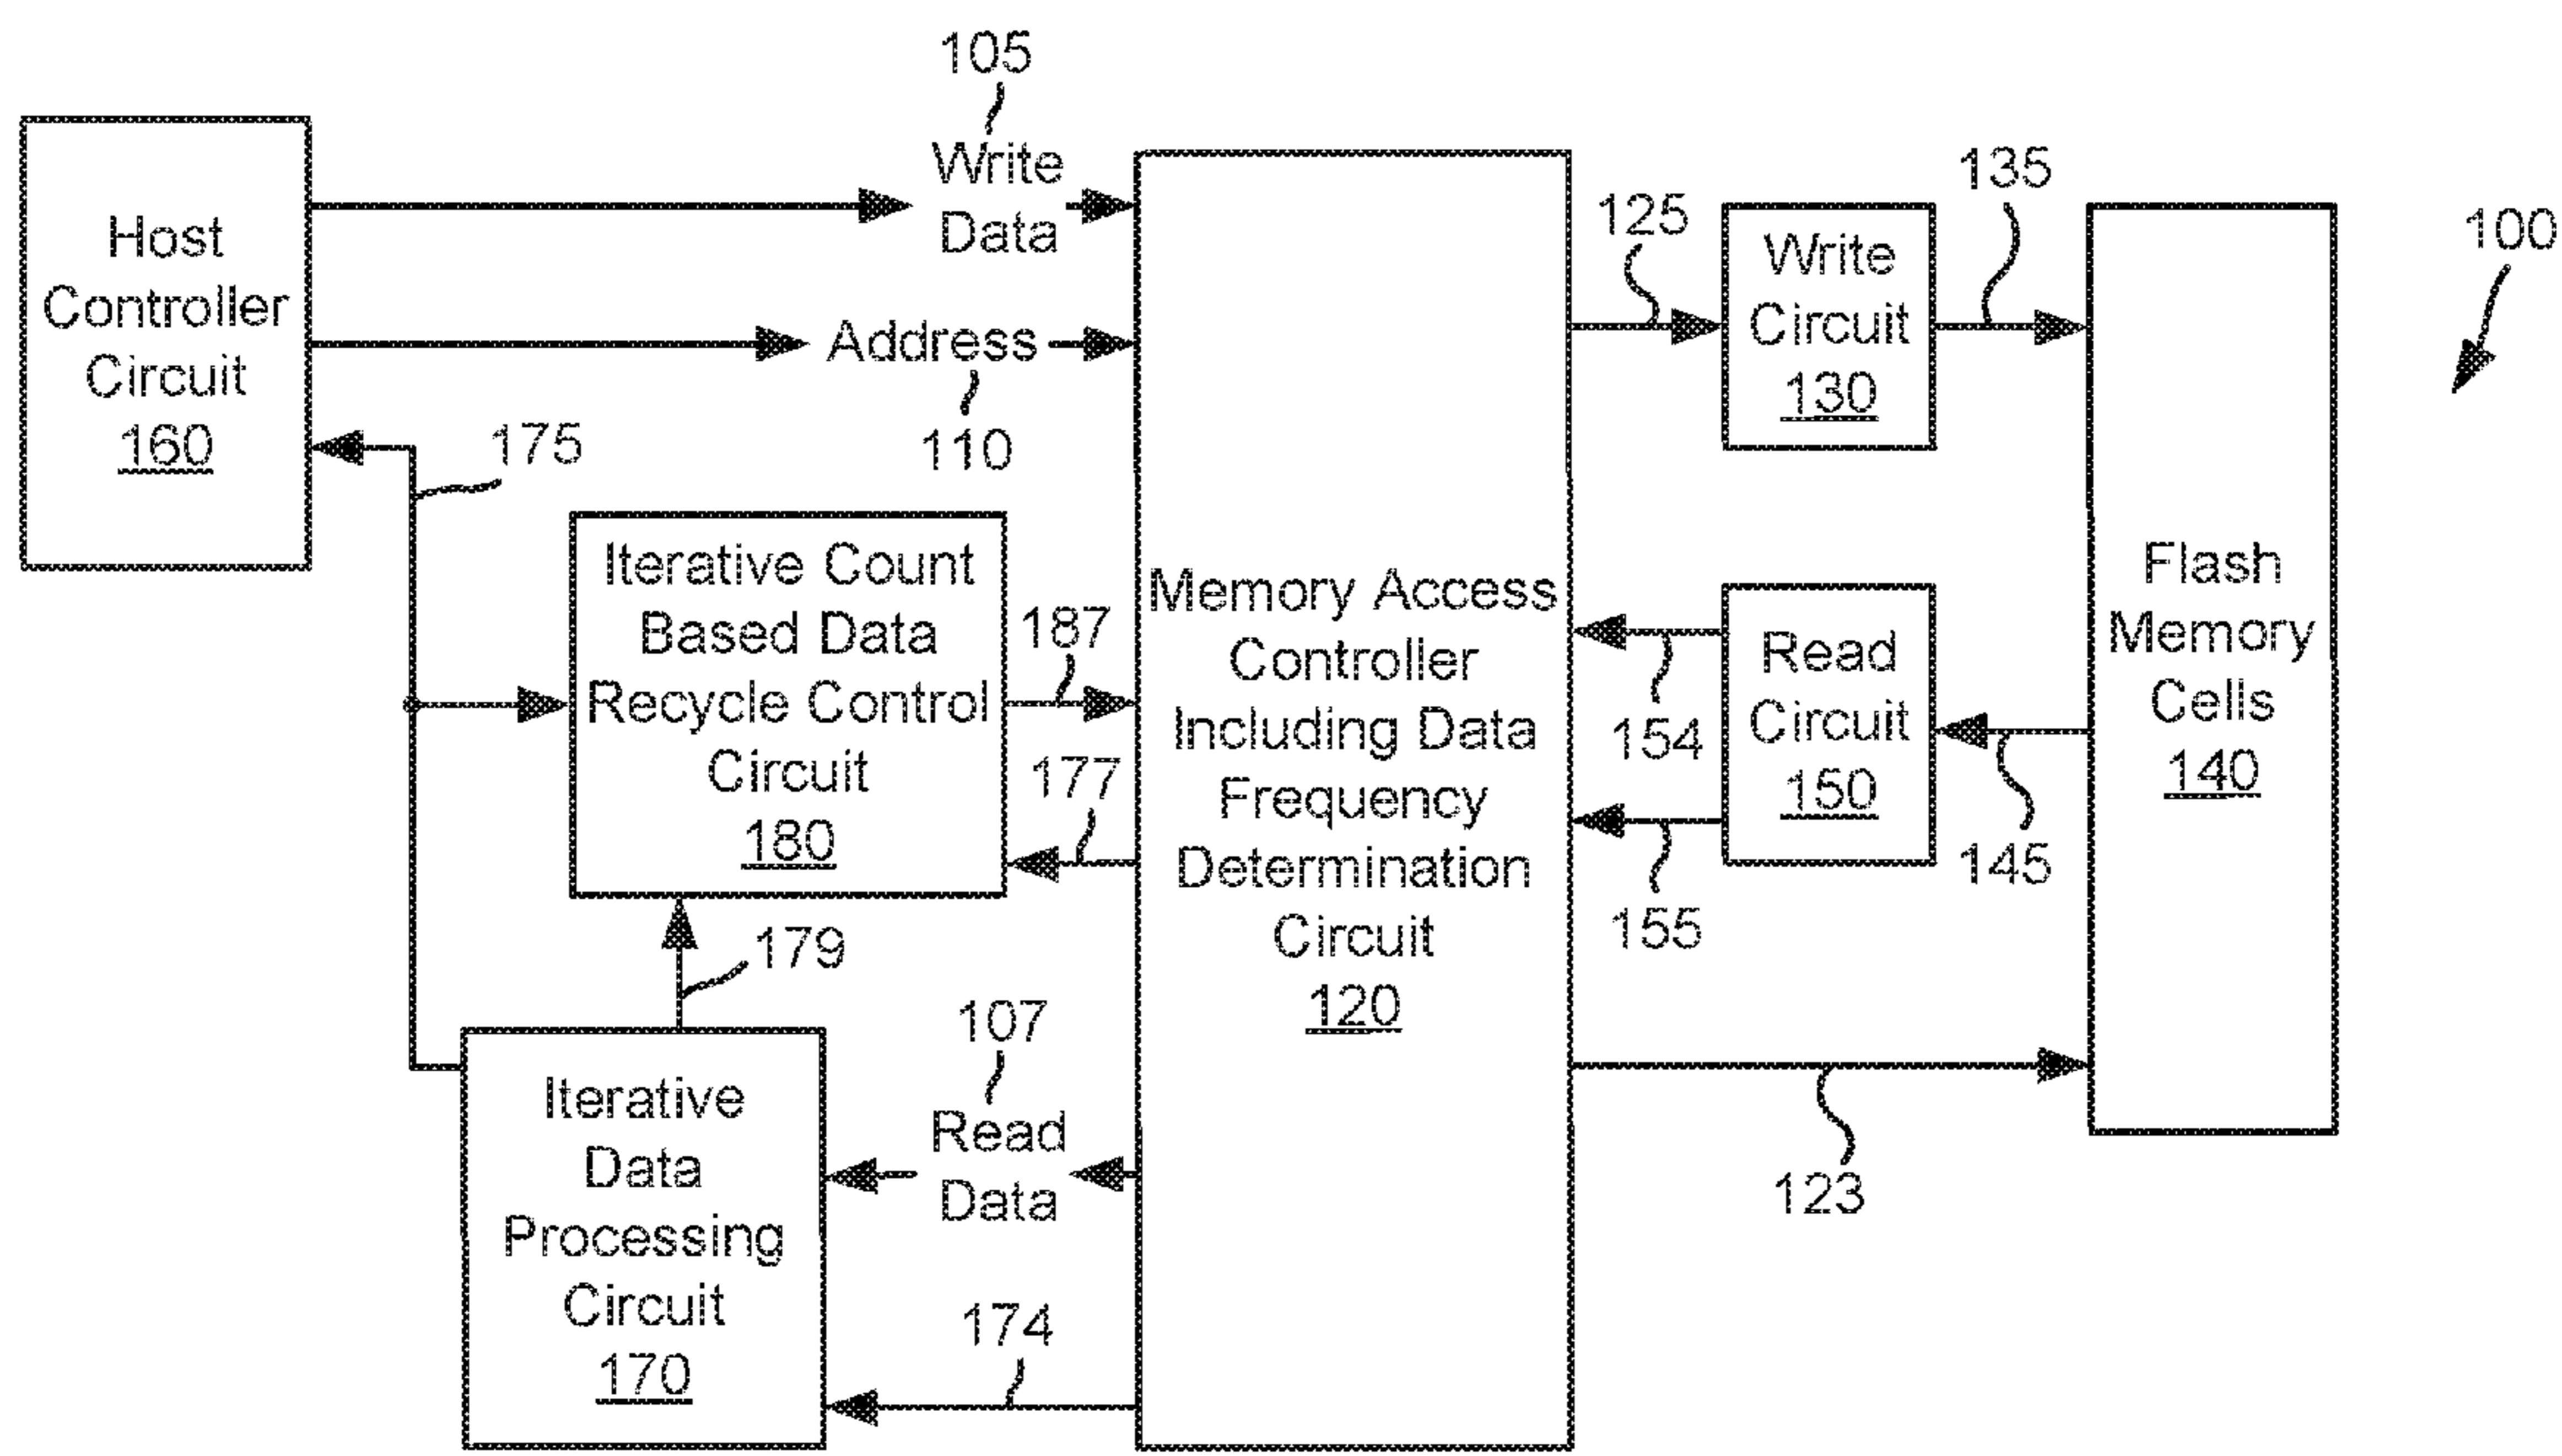 105
Write
Data
Host
Controller
Circuit
160
Address
110
175
125
Write
Circuit
130
135
100
Iterative Count
Based Data
Recycle Control
Circuit
180
187
177
Memory Access
Controller
Including Data
Frequency
Determination
Circuit
120
154
Read
Circuit
150
155
145
Flash
Memory
Cells
140
179
107
Read
Data
Iterative
Data
Processing
Circuit
170
174
123